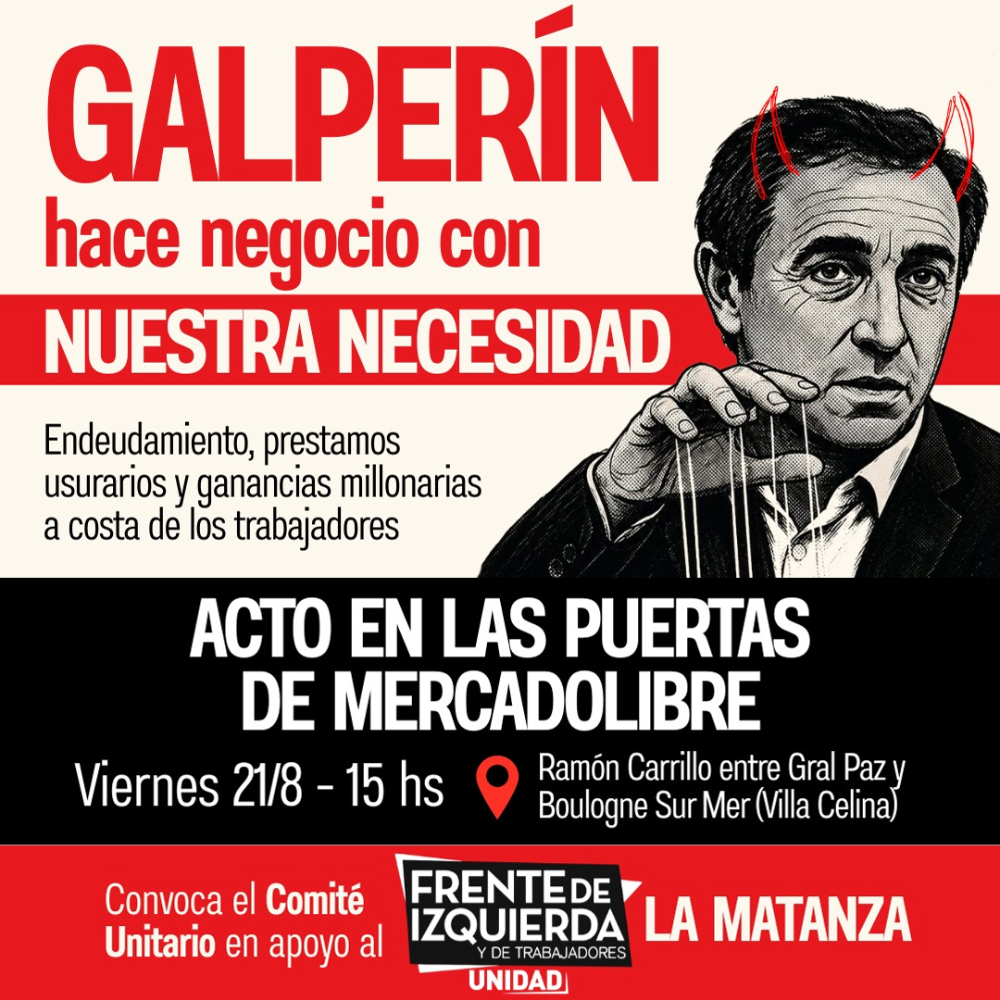 GALPERÍN
hace negocio con
NUESTRA NECESIDAD
Endeudamiento, prestamos
usurarios y ganancias millonarias
a costa de los trabajadores
ACTO EN LAS PUERTAS
DE MERCADOLIBRE
Viernes 21/8 - 15 hs
Ramón Carrillo entre Gral Paz y
Boulogne Sur Mer (Villa Celina)
Convoca el Comité
Unitario en apoyo al
FRENTE DE
IZQUIERDA
Y DE TRABAJADORES
UNIDAD
LA MATANZA